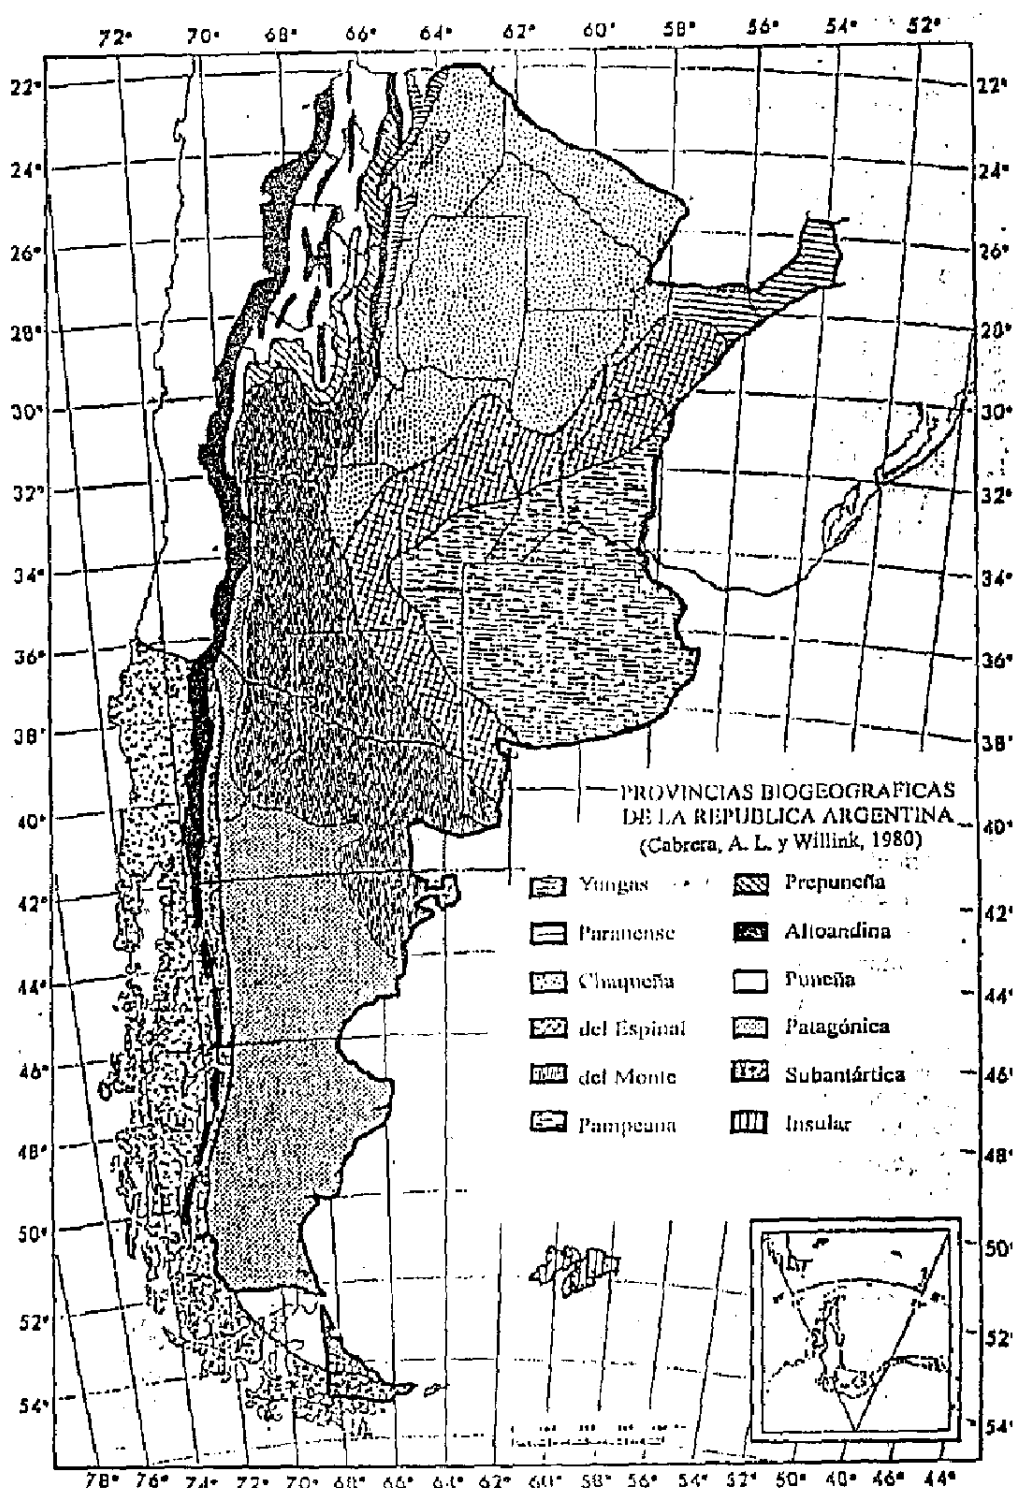 72° 70° 68° 66° 64° 62° 60° 58° 56° 54° 52°
22° 22°
24° 24°
26° 26°
28° 28°
30° 30°
32° 32°
34° 34°
36° 36°
38° 38°
PROVINCIAS BIOGEOGRAFICAS
DE LA REPUBLICA ARGENTINA
40° 40°
(Cabrera, A. L. y Willink, 1980)
Yungas Prepuneña
42° 42°
Paranense Altoandina
Chaqueña Puneña
44° 44°
del Espinal Patagónica
46° 46°
del Monte Subantártica
Pampeana Insular
48° 48°
50° 50°
52° 52°
54° 54°
78° 76° 74° 72° 70° 68° 66° 64° 62° 60° 58° 56° 54° 52° 50° 48° 46° 44°